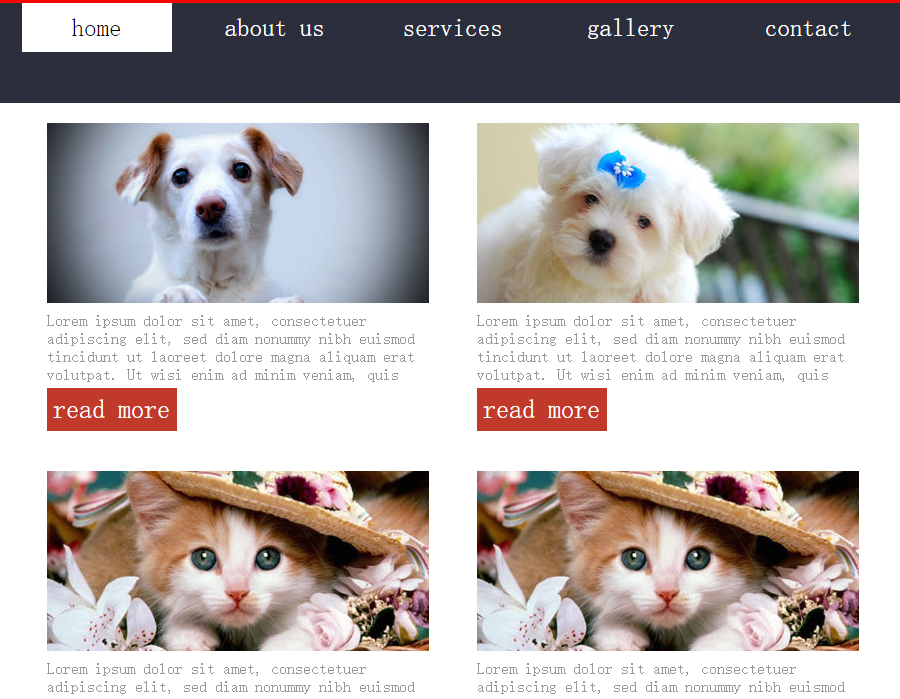 home about us services gallery contact
Lorem ipsum dolor sit amet, consectetuer
adipiscing elit, sed diam nonummy nibh euismod
tincidunt ut laoreet dolore magna aliquam erat
volutpat. Ut wisi enim ad minim veniam, quis
read more
Lorem ipsum dolor sit amet, consectetuer
adipiscing elit, sed diam nonummy nibh euismod
tincidunt ut laoreet dolore magna aliquam erat
volutpat. Ut wisi enim ad minim veniam, quis
read more
Lorem ipsum dolor sit amet, consectetuer
adipiscing elit, sed diam nonummy nibh euismod
Lorem ipsum dolor sit amet, consectetuer
adipiscing elit, sed diam nonummy nibh euismod